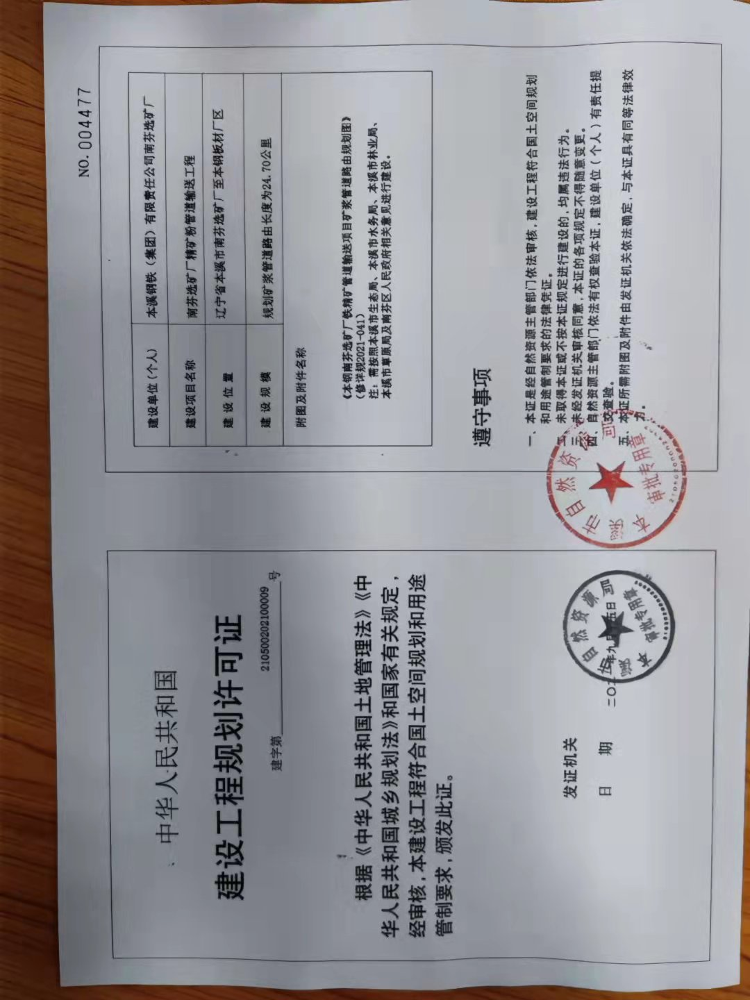 中华人民共和国
建设工程规划许可证
建字第210500202100009号
根据《中华人民共和国土地管理法》《中
华人民共和国城乡规划法》和国家有关规定，
经审核，本建设工程符合国土空间规划和用途
管制要求，颁发此证。
发证机关
日 期
市自然资源局
审批专用章
NO.004477
建设单位（个人） 本溪钢铁（集团）有限责任公司南芬选矿厂
建设项目名称 南芬选矿厂精矿粉管道输送工程
建设位置 辽宁省本溪市南芬选矿厂至本钢板材厂区
建设规模 规划矿浆管道路由长度为24.70公里
附图及附件名称
《本钢南芬选矿厂铁精矿管道输送项目矿浆管道路由规划图》
（修详规2021-041）
注：需按照本溪市生态局、本溪市水务局、本溪市林业局、
本溪市草原局及南芬区人民政府相关意见进行建设。
遵守事项
一、本证是经自然资源主管部门依法审核，建设工程符合国土空间规划
和用途管制要求的法律凭证。
二、未取得本证或不按本证规定进行建设的，均属违法行为。
三、未经发证机关审核同意，本证的各项规定不得随意变更。
四、自然资源主管部门依法有权查验本证，建设单位（个人）有责任提
交查验。
五、本证所需附图及附件由发证机关依法确定，与本证具有同等法律效
力。
本溪市自然资源局
审批专用章